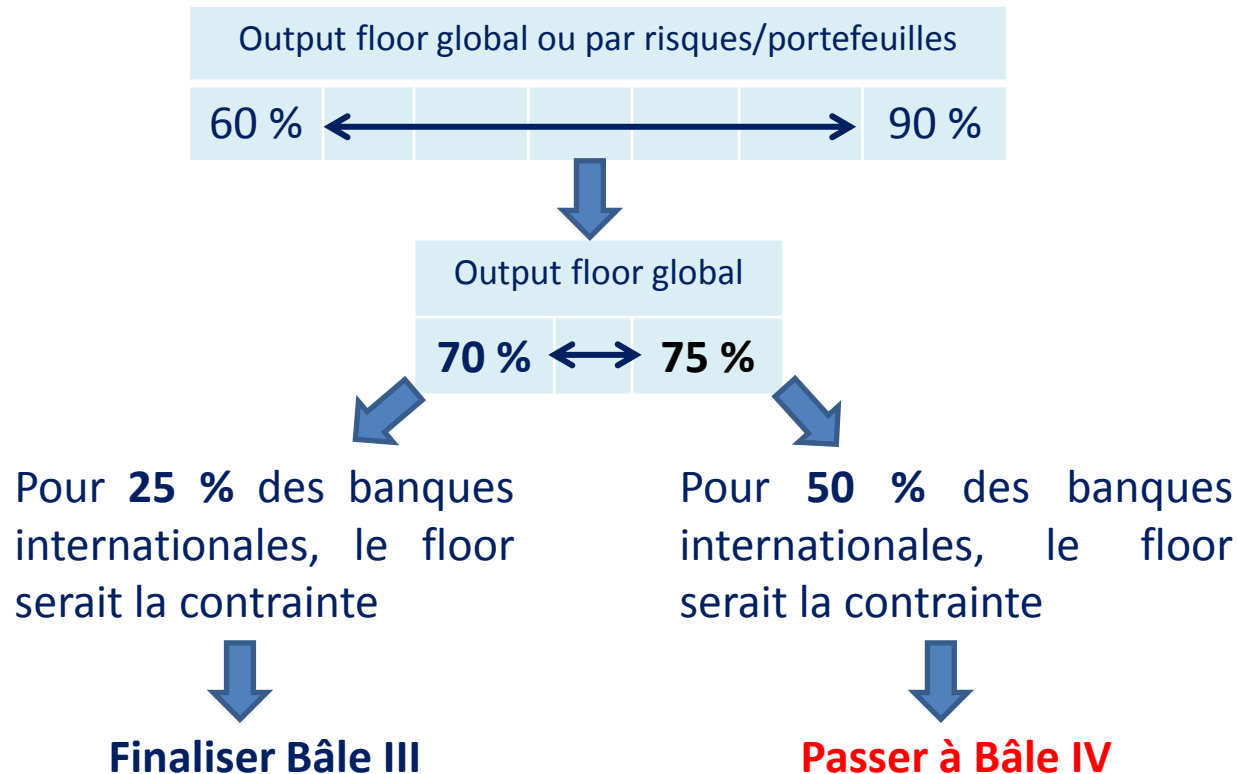 Output floor global ou par risques/portefeuilles
60 % 90 %
Output floor global
70 % 75 %
Pour 25 % des banques
internationales, le floor
serait la contrainte
Pour 50 % des banques
internationales, le floor
serait la contrainte
Finaliser Bâle III
Passer à Bâle IV